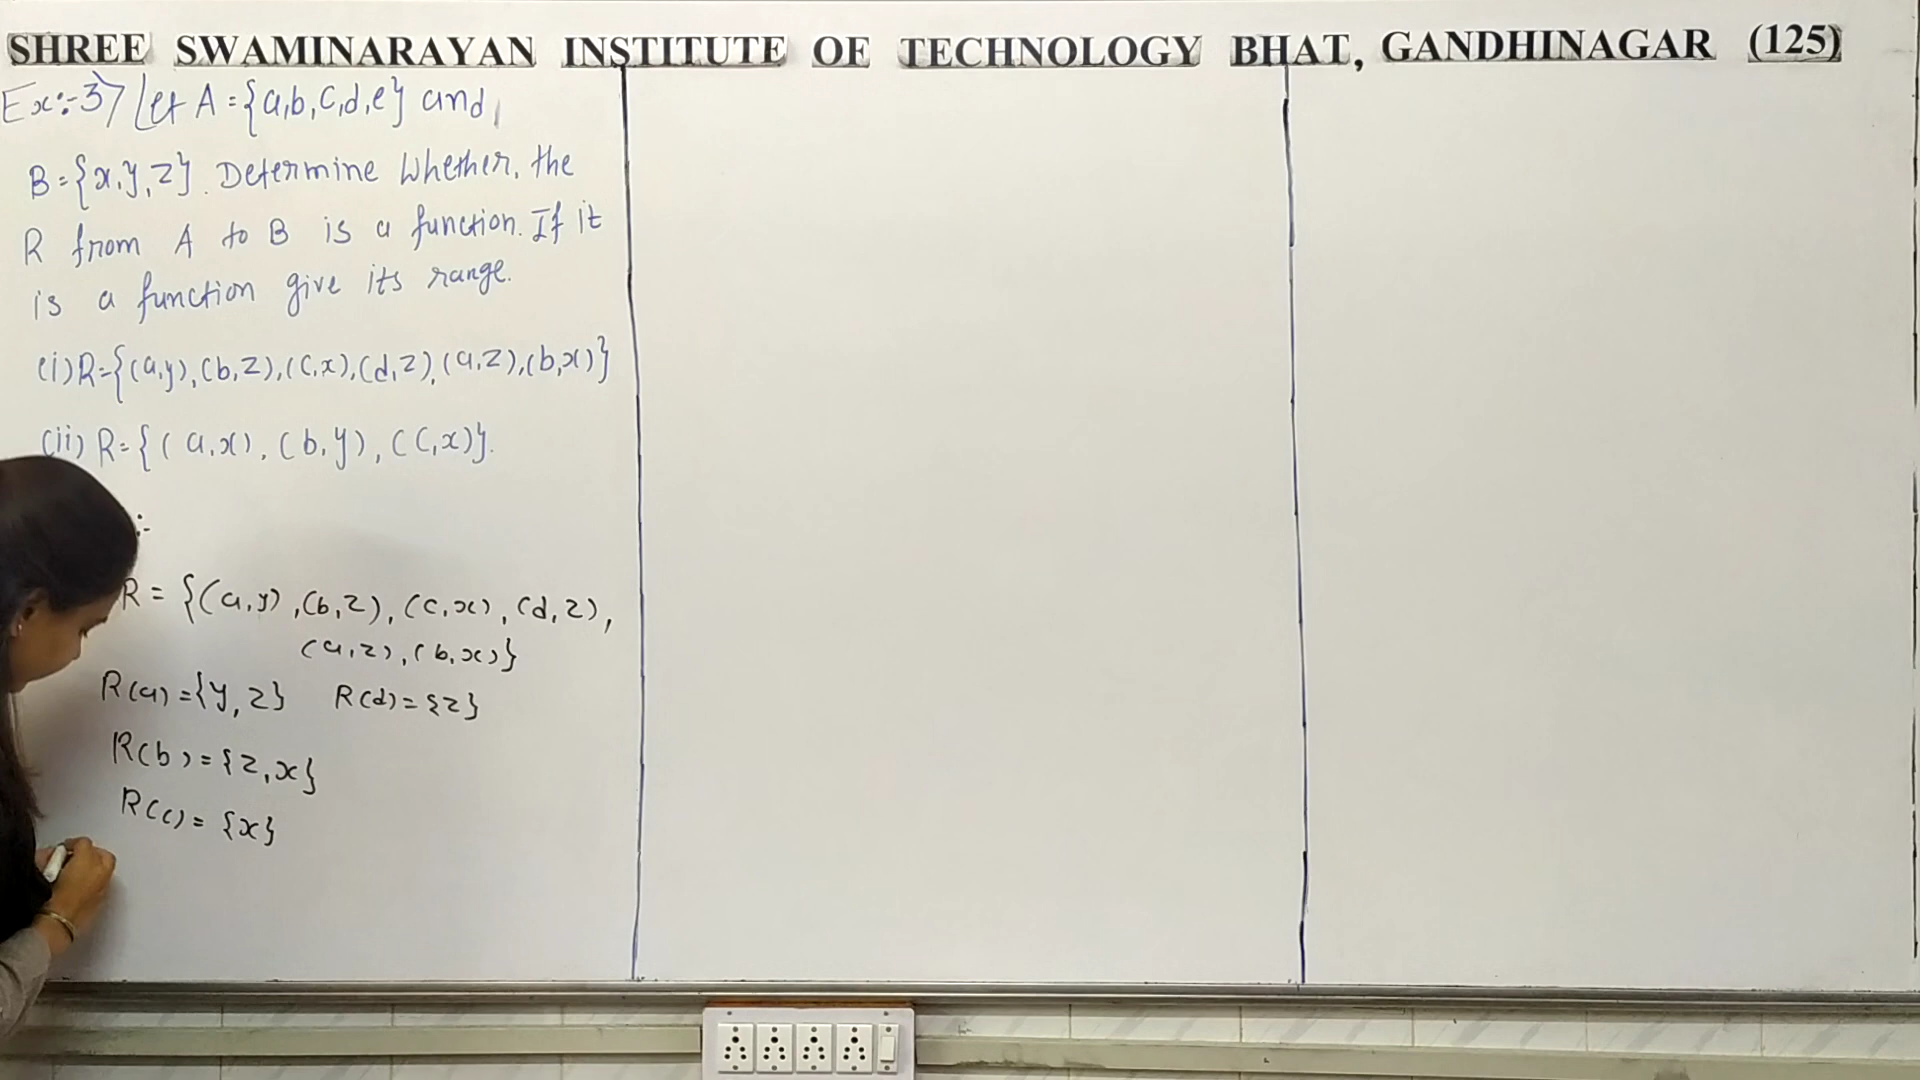 SHREE SWAMINARAYAN INSTITUTE OF TECHNOLOGY BHAT, GANDHINAGAR (125)
Ex:-3) Let A={a,b,c,d,e} and
B={x,y,z}. Determine whether, the
R from A to B is a function. If it
is a function give its range.
(i) R={(a,y),(b,z),(c,x),(d,z),(a,z),(b,x)}
(ii) R={(a,x),(b,y),(c,x)}.
:-
R = {(a,y),(b,z),(c,x),(d,z),
(a,z),(b,x)}
R(a)={y,z} R(d)={z}
R(b)={z,x}
R(c)={x}